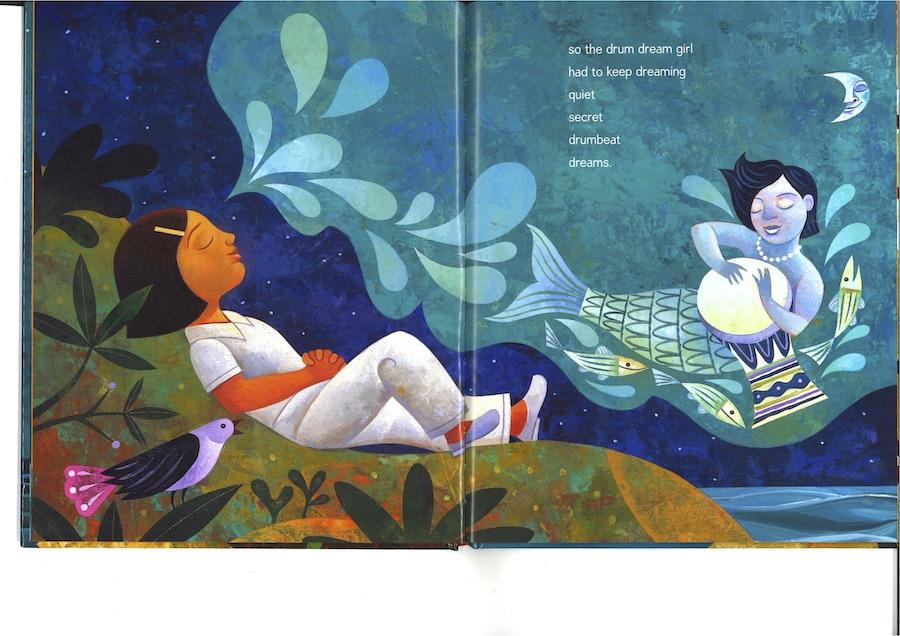 so the drum dream girl
had to keep dreaming
quiet
secret
drumbeat
dreams.